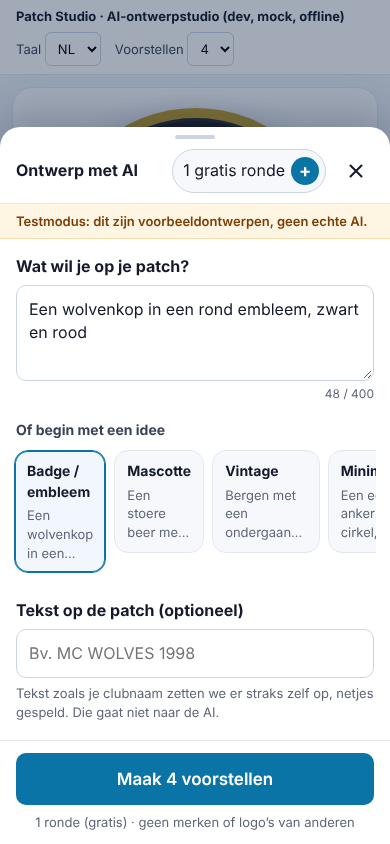 Patch Studio · AI-ontwerpstudio (dev, mock, offline)
Taal NL Voorstellen 4
Ontwerp met AI 1 gratis ronde +
Testmodus: dit zijn voorbeeldontwerpen, geen echte AI.
Wat wil je op je patch?
Een wolvenkop in een rond embleem, zwart
en rood
48 / 400
Of begin met een idee
Badge /
embleem
Een
wolvenkop
in een...
Mascotte
Een
stoere
beer me...
Vintage
Bergen met
een
ondergaan...
Minim
Een ee
anker
cirkel,
Tekst op de patch (optioneel)
Bv. MC WOLVES 1998
Tekst zoals je clubnaam zetten we er straks zelf op, netjes
gespeld. Die gaat niet naar de AI.
Maak 4 voorstellen
1 ronde (gratis) · geen merken of logo's van anderen